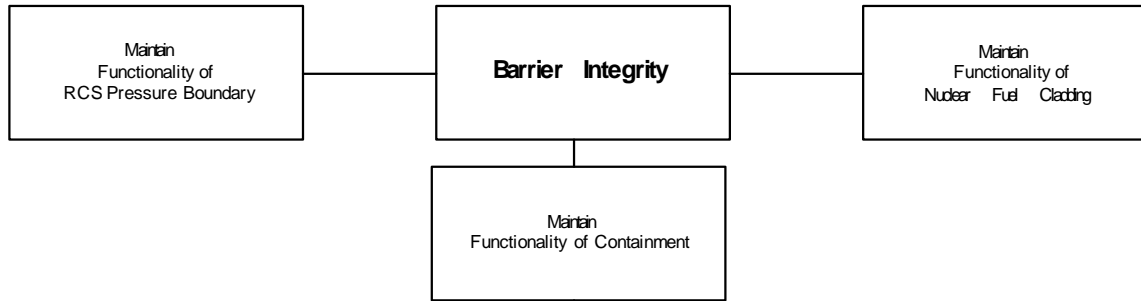 Maintain
Functionality of
RCS Pressure Boundary
Barrier Integrity
Maintain
Functionality of
Nuclear Fuel Cladding
Maintain
Functionality of Containment